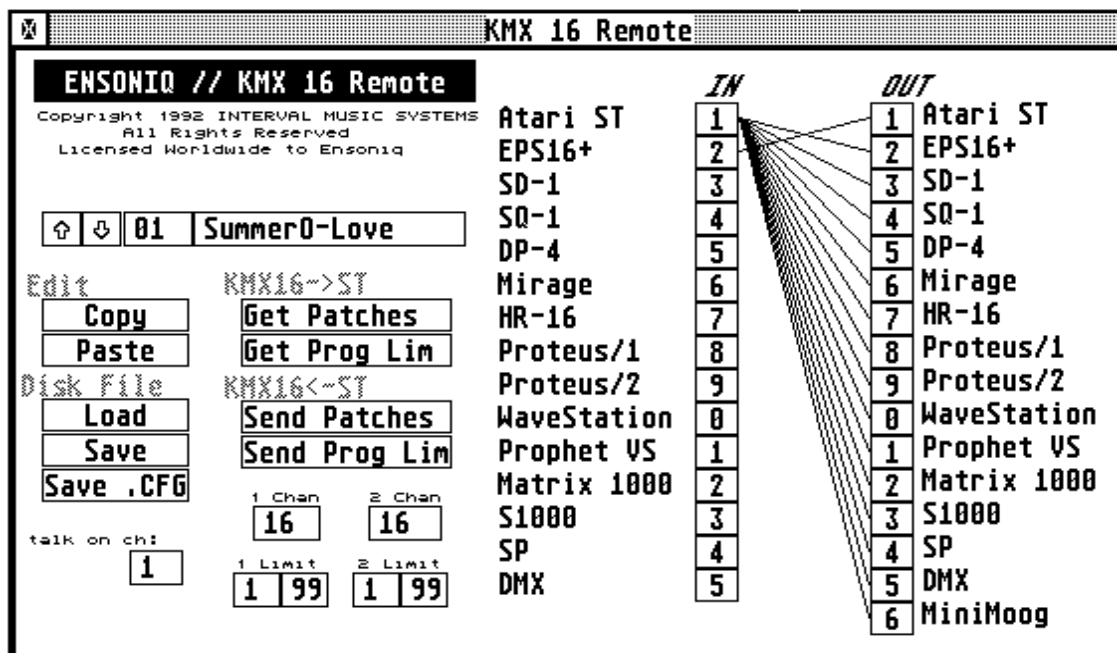 KMX 16 Remote
ENSONIQ // KMX 16 Remote
Copyright 1992 INTERVAL MUSIC SYSTEMS
All Rights Reserved
Licensed Worldwide to Ensoniq
01 SummerO-Love
Edit
Copy
Paste
Disk File
Load
Save
Save .CFG
talk on ch:
1
KMX16->ST
Get Patches
Get Prog Lim
KMX16<-ST
Send Patches
Send Prog Lim
1 Chan 2 Chan
16 16
1 Limit 2 Limit
1 99 1 99
IN
Atari ST 1
EPS16+ 2
SD-1 3
SQ-1 4
DP-4 5
Mirage 6
HR-16 7
Proteus/1 8
Proteus/2 9
WaveStation 0
Prophet VS 1
Matrix 1000 2
S1000 3
SP 4
DMX 5
OUT
1 Atari ST
2 EPS16+
3 SD-1
4 SQ-1
5 DP-4
6 Mirage
7 HR-16
8 Proteus/1
9 Proteus/2
0 WaveStation
1 Prophet VS
2 Matrix 1000
3 S1000
4 SP
5 DMX
6 MiniMoog